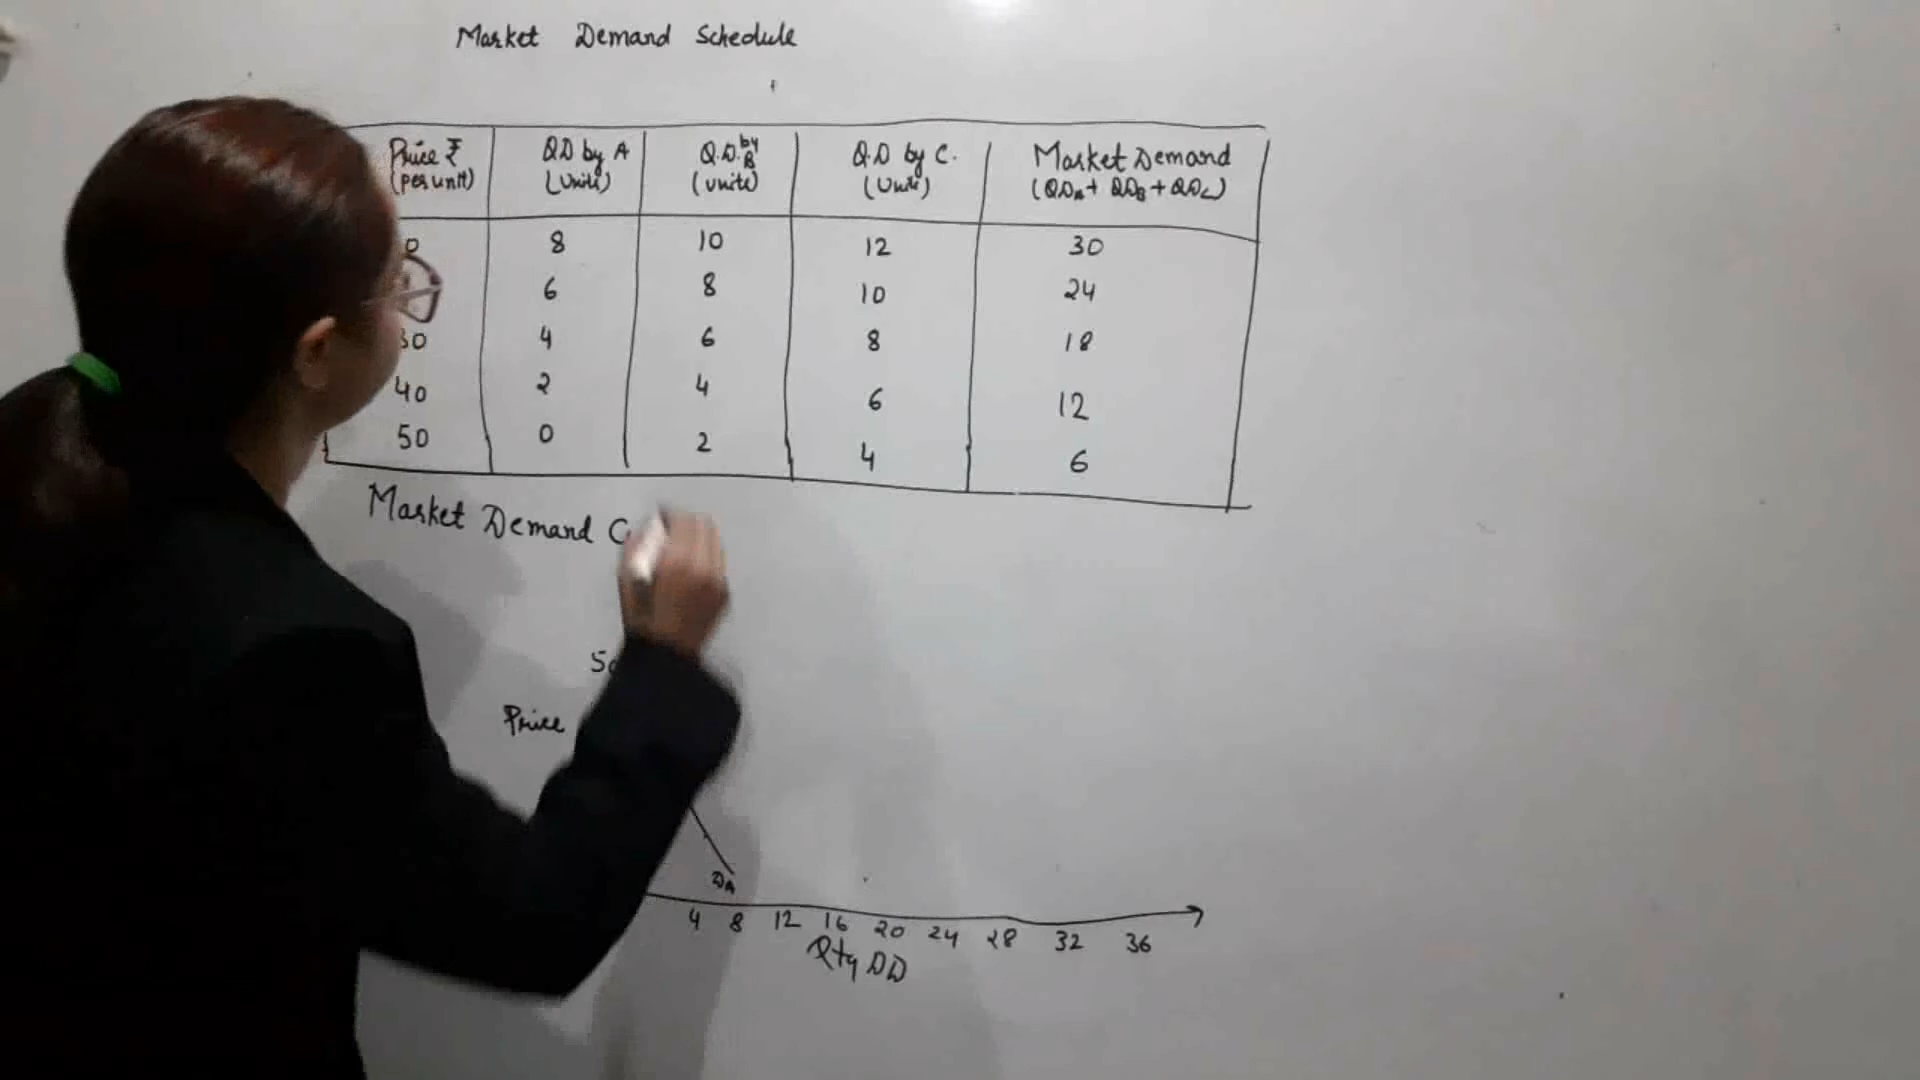 Market Demand Schedule
Price ₹ QD by A Q.D. by B Q.D by C. Market Demand
(per unit) (Units) (units) (Units) (QDA + QDB + QDC)
8 10 12 30
6 8 10 24
4 6 8 18
40 2 4 6 12
50 0 2 4 6
Market Demand
Price
DA
4 8 12 16 20 24 28 32 36
Qty DD